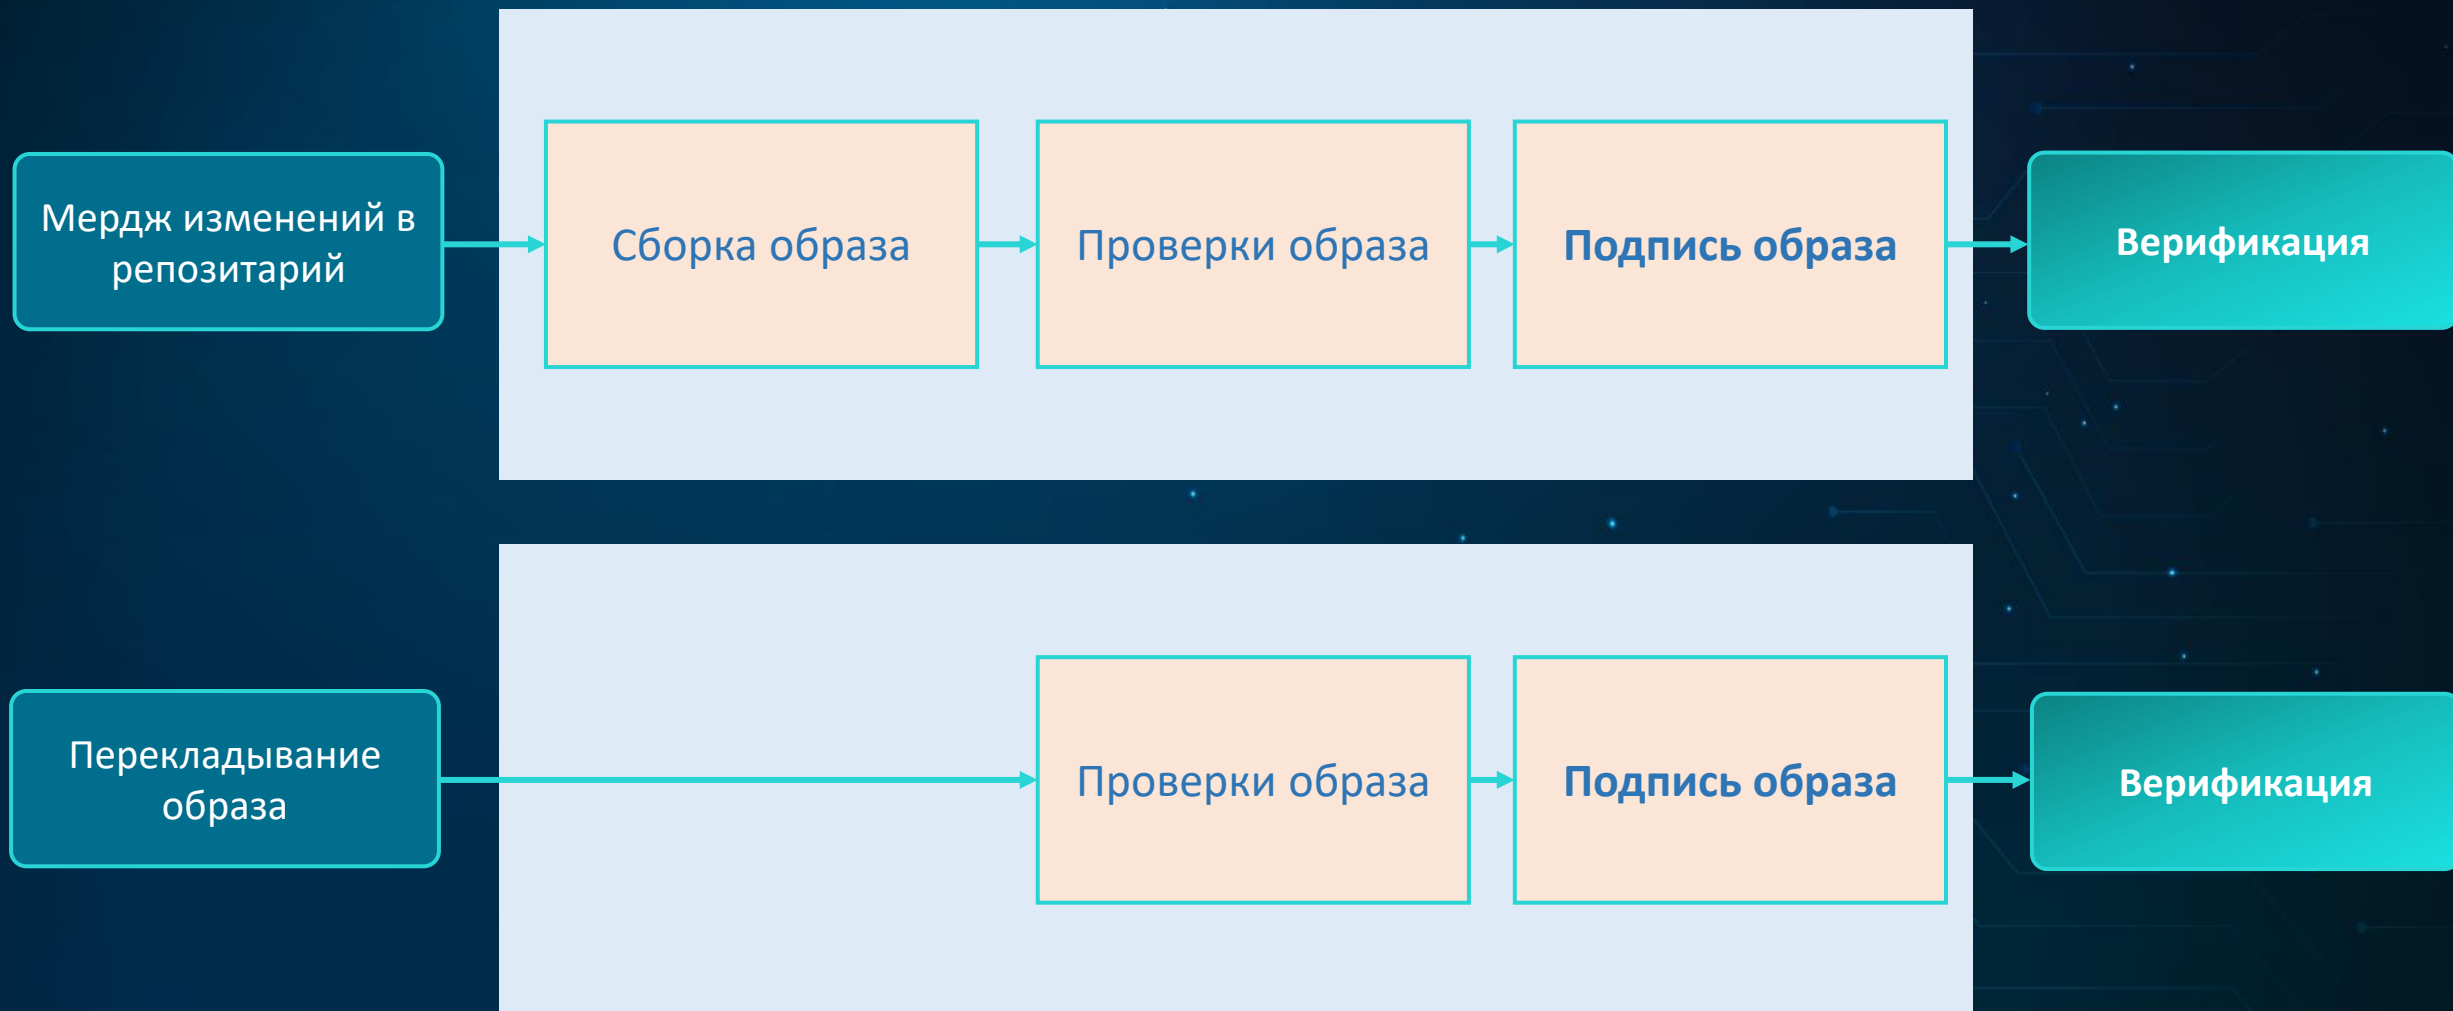 Мердж изменений в
репозитарий
Сборка образа
Проверки образа
Подпись образа
Верификация
Перекладывание
образа
Проверки образа
Подпись образа
Верификация